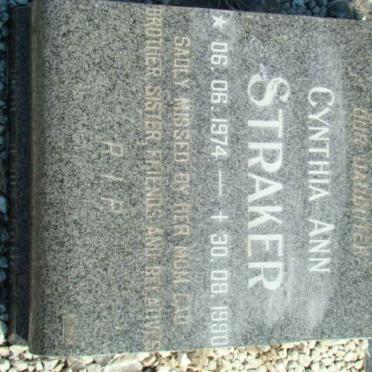 OUR DAUGHTER
CYNTHIA ANN
STRAKER
★ 06.06.1974 — † 30.08.1990
SADLY MISSED BY HER MUM DAD
BROTHER SISTER FRIENDS AND RELATIVES
R I P